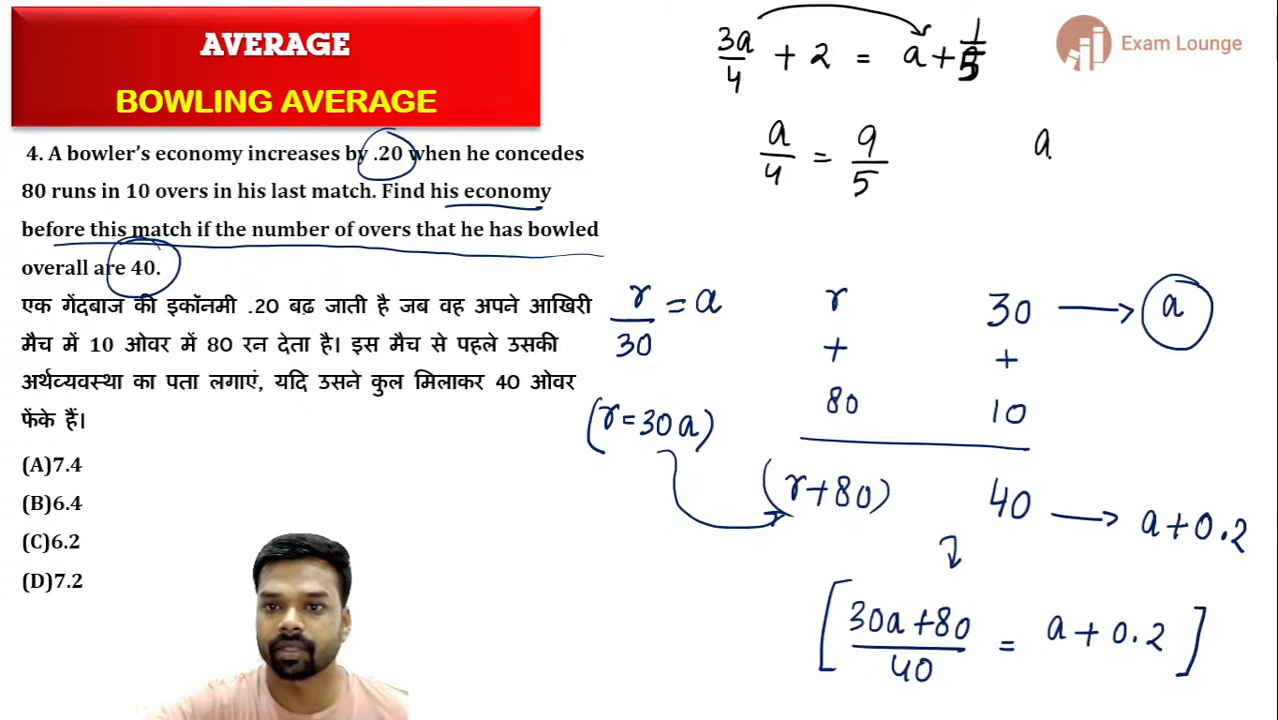 AVERAGE
BOWLING AVERAGE
Exam Lounge
4. A bowler's economy increases by .20 when he concedes
80 runs in 10 overs in his last match. Find his economy
before this match if the number of overs that he has bowled
overall are 40.
एक गेंदबाज की इकॉनमी .20 बढ़ जाती है जब वह अपने आखिरी
मैच में 10 ओवर में 80 रन देता है। इस मैच से पहले उसकी
अर्थव्यवस्था का पता लगाएं, यदि उसने कुल मिलाकर 40 ओवर
फेंके हैं।
(A)7.4
(B)6.4
(C)6.2
(D)7.2
3a/4 + 2 = a + 1/5
a/4 = 9/5
a
r/30 = a
(r=30a)
r 30 → a
+ +
80 10
(r+80) 40 → a+0.2
[30a+80/40 = a+0.2]